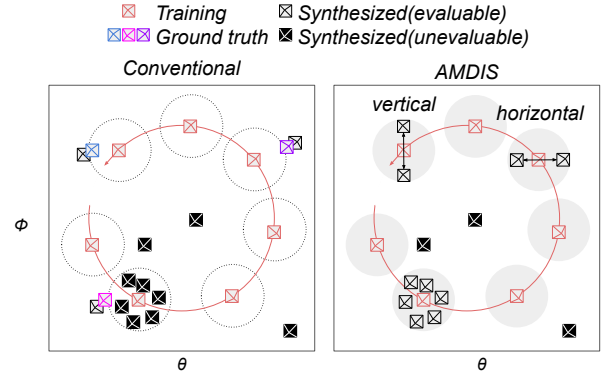 Training
Synthesized(evaluable)
Ground truth
Synthesized(unevaluable)
Conventional
AMDIS
vertical
horizontal
Φ
θ
θ